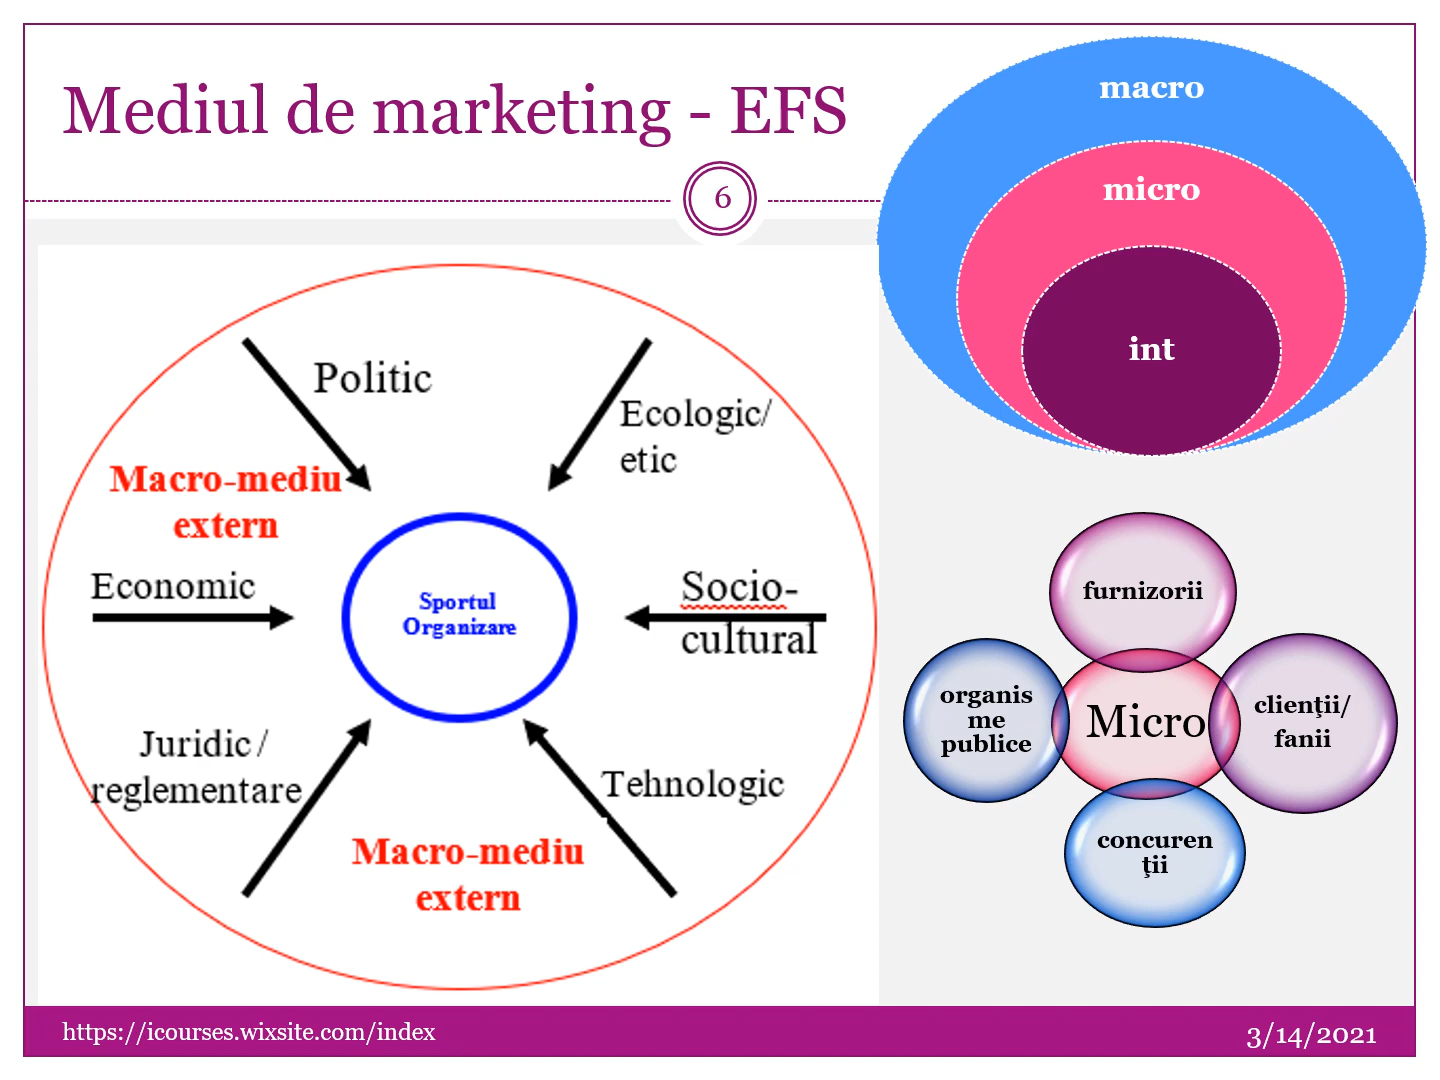 Mediul de marketing - EFS
6
macro
micro
int
Politic
Ecologic/
etic
Macro-mediu
extern
Economic
Sportul
Organizare
Socio-
cultural
Juridic /
reglementare
Tehnologic
Macro-mediu
extern
furnizorii
organis
me
publice
Micro
clienţii/
fanii
concuren
ţii
https://icourses.wixsite.com/index
3/14/2021